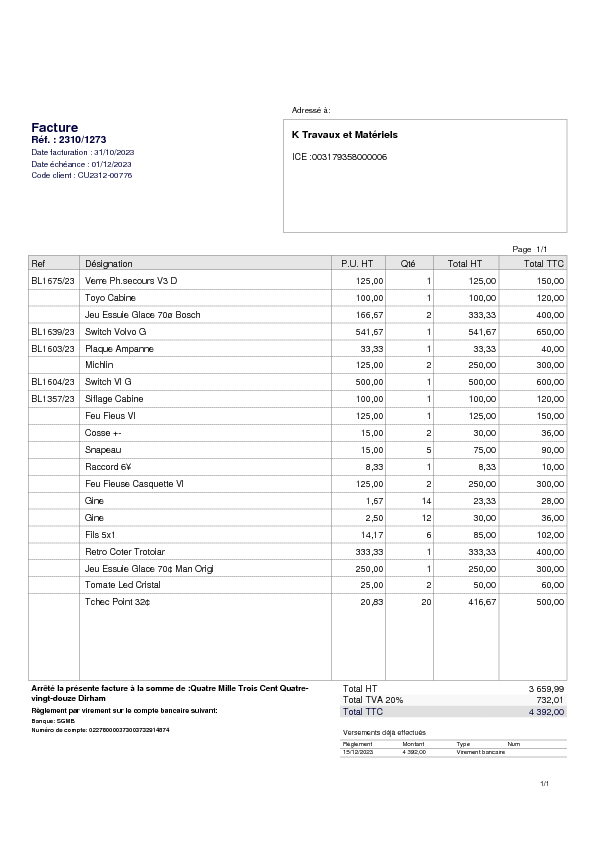 Adressé à:
Facture
Réf. : 2310/1273
Date facturation : 31/10/2023
Date échéance : 01/12/2023
Code client : CU2312-00776
K Travaux et Matériels
ICE :003179358000006
Page 1/1
Ref Désignation P.U. HT Qté Total HT Total TTC
BL1675/23 Verre Ph.secours V3 D 125,00 1 125,00 150,00
Toyo Cabine 100,00 1 100,00 120,00
Jeu Essuie Glace 70ø Bosch 166,67 2 333,33 400,00
BL1639/23 Switch Volvo G 541,67 1 541,67 650,00
BL1603/23 Plaque Ampanne 33,33 1 33,33 40,00
Michlin 125,00 2 250,00 300,00
BL1604/23 Switch Vl G 500,00 1 500,00 600,00
BL1357/23 Siflage Cabine 100,00 1 100,00 120,00
Feu Fleus Vl 125,00 1 125,00 150,00
Cosse +- 15,00 2 30,00 36,00
Snapeau 15,00 5 75,00 90,00
Raccord 6¥ 8,33 1 8,33 10,00
Feu Fleuse Casquette Vl 125,00 2 250,00 300,00
Gine 1,67 14 23,33 28,00
Gine 2,50 12 30,00 36,00
Fils 5x1 14,17 6 85,00 102,00
Retro Coter Trotoiar 333,33 1 333,33 400,00
Jeu Essuie Glace 70¢ Man Origi 250,00 1 250,00 300,00
Tomate Led Cristal 25,00 2 50,00 60,00
Tchec Point 32¢ 20,83 20 416,67 500,00
Arrêté la présente facture à la somme de :Quatre Mille Trois Cent Quatre-
vingt-douze Dirham
Règlement par virement sur le compte bancaire suivant:
Banque: SGMB
Numéro de compte:
Total HT 3 659,99
Total TVA 20% 732,01
Total TTC 4 392,00
Versements déjà effectués
Règlement Montant Type Num
15/12/2023 4 392,00 Virement bancaire
1/1